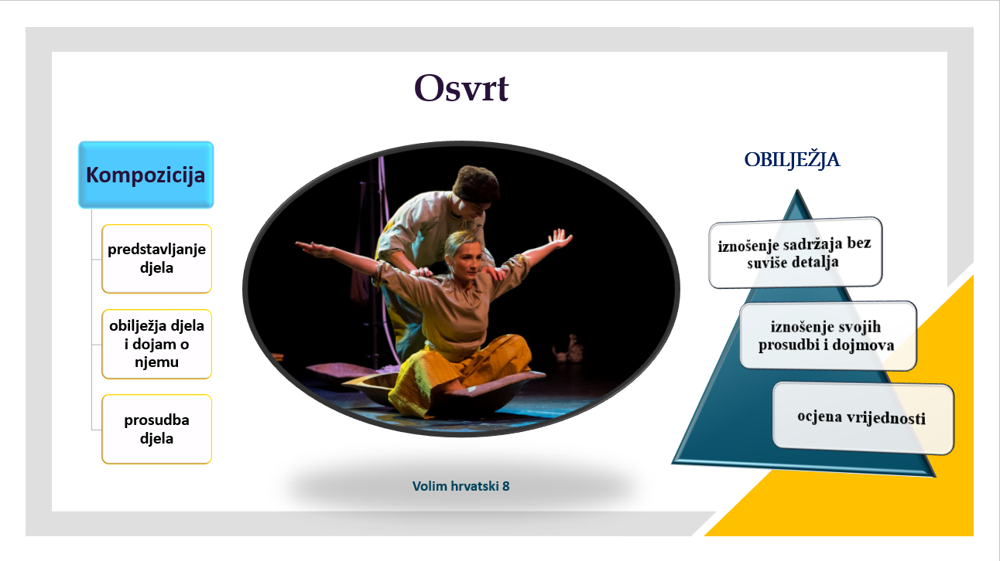 Osvrt
Kompozicija
predstavljanje
djela
obilježja djela
i dojam o
njemu
prosudba
djela
OBILJEŽJA
iznošenje sadržaja bez
suviše detalja
iznošenje svojih
prosudbi i dojmova
ocjena vrijednosti
Volim hrvatski 8